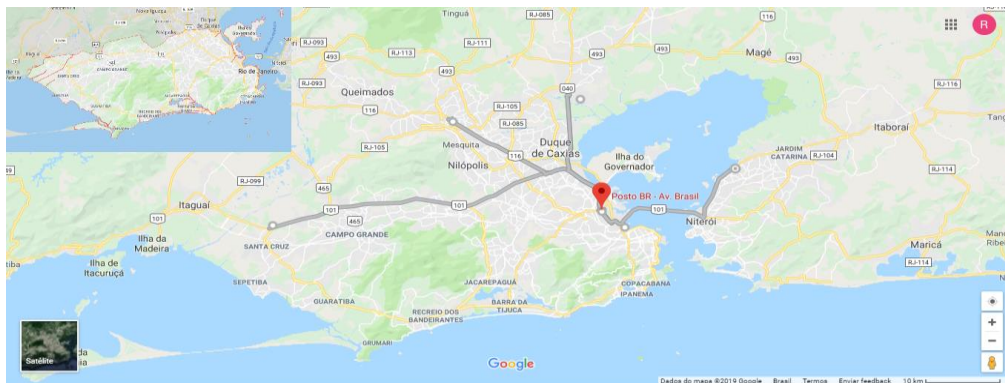 Queimados
Mesquita
Nilópolis
Duque
de Caxias
Ilha do
Governador
Posto BR - Av. Brasil
Tinguá
RJ-085
RJ-093
RJ-113
RJ-111
493
116
Magé
RJ-093
493
493
040
RJ-116
116
RJ-105
RJ-085
Itaboraí
RJ-105
116
JARDIM
CATARINA
RJ-104
RJ-099
465
Itaguaí
101
101
101
101
465
Niterói
SANTA CRUZ
CAMPO GRANDE
Ilha da
Madeira
Ilha de
Itacuruçá
Maricá
RJ-114
RJ-114
SEPETIBA
GUARATIBA
JACAREPAGUÁ
COPACABANA
IPANEMA
RECREIO DOS
BANDEIRANTES
BARRA DA
TIJUCA
GRUMARI
Rio de Janeiro
R
Satélite
Google
Dados do mapa ©2019 Google Brasil Termos Enviar feedback 10 km